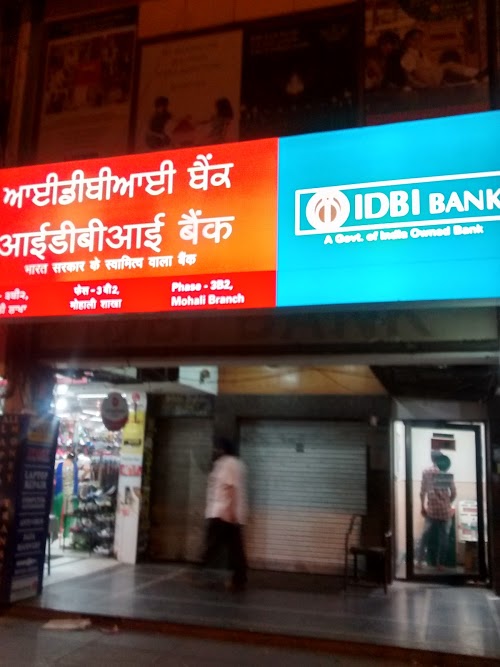 ਆਈਡੀਬੀਆਈ ਬੈਂਕ
आईडीबीआई बैंक
भारत सरकार के स्वामित्व वाला बैंक
फेस - 3 बी2,
मोहाली शाखा
Phase - 3B2,
Mohali Branch
IDBI BANK
A Govt. of India Owned Bank
LAPTOP